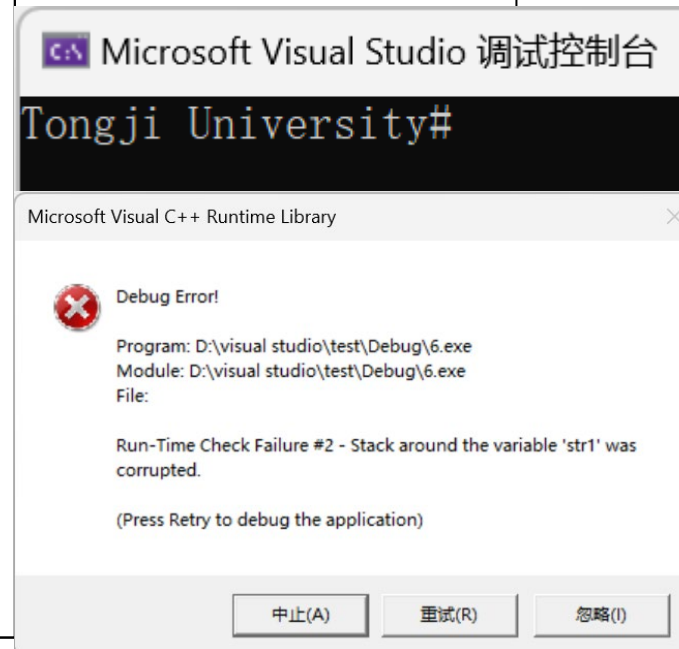 C:\ Microsoft Visual Studio 调试控制台
Tongji University#
Microsoft Visual C++ Runtime Library
Debug Error!
Program: D:\visual studio\test\Debug\6.exe
Module: D:\visual studio\test\Debug\6.exe
File:
Run-Time Check Failure #2 - Stack around the variable 'str1' was
corrupted.
(Press Retry to debug the application)
中止(A) 重试(R) 忽略(I)